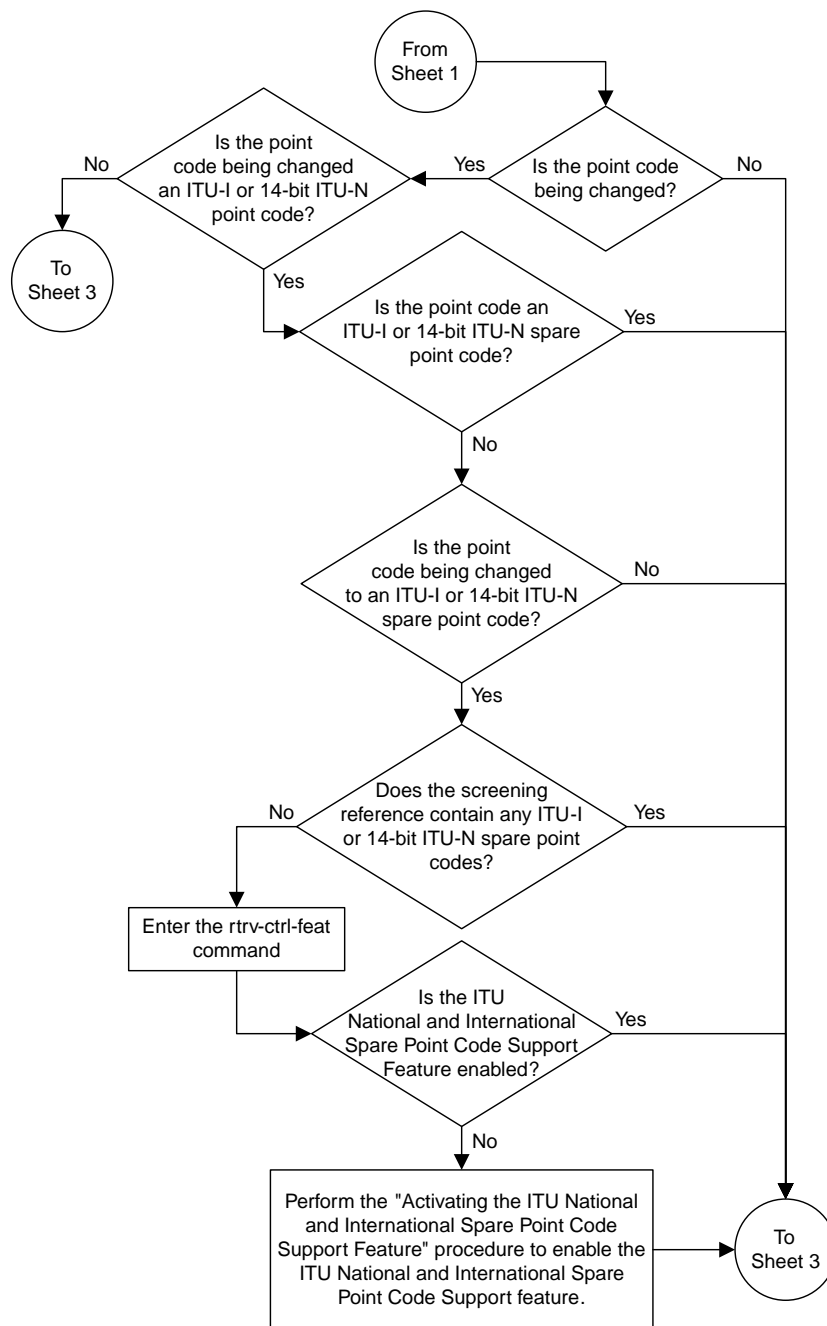 From
Sheet 1
Is the point code
being changed?
Yes
No
Is the point
code being changed
an ITU-I or 14-bit ITU-N
point code?
No
Yes
To
Sheet 3
Is the point code an
ITU-I or 14-bit ITU-N spare
point code?
Yes
No
Is the point
code being changed
to an ITU-I or 14-bit ITU-N
spare point code?
No
Yes
Does the screening
reference contain any ITU-I
or 14-bit ITU-N spare point
codes?
No
Yes
Enter the rtrv-ctrl-feat
command
Is the ITU
National and International
Spare Point Code Support
Feature enabled?
Yes
No
Perform the "Activating the ITU National
and International Spare Point Code
Support Feature" procedure to enable the
ITU National and International Spare
Point Code Support feature.
To
Sheet 3